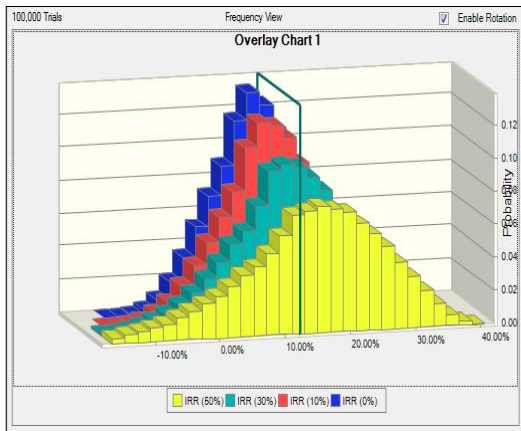 100,000 Trials Frequency View Enable Rotation
Overlay Chart 1
0.12
0.10
0.08
0.06
0.04
0.02
0.00
Probability
-10.00% 0.00% 10.00% 20.00% 30.00% 40.00%
IRR (50%) IRR (30%) IRR (10%) IRR (0%)